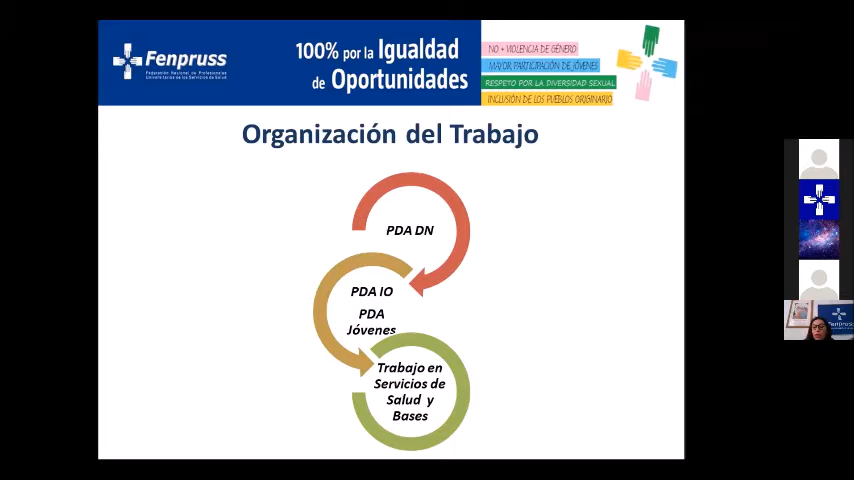 Fenpruss
Federación Nacional de Profesionales
Universitarios de los Servicios de Salud
100% por la Igualdad
de Oportunidades
NO + VIOLENCIA DE GÉNERO
MAYOR PARTICIPACIÓN DE JÓVENES
RESPETO POR LA DIVERSIDAD SEXUAL
INCLUSIÓN DE LOS PUEBLOS ORIGINARIO
Organización del Trabajo
PDA DN
PDA IO
PDA
Jóvenes
Trabajo en
Servicios de
Salud y
Bases
Fenpruss